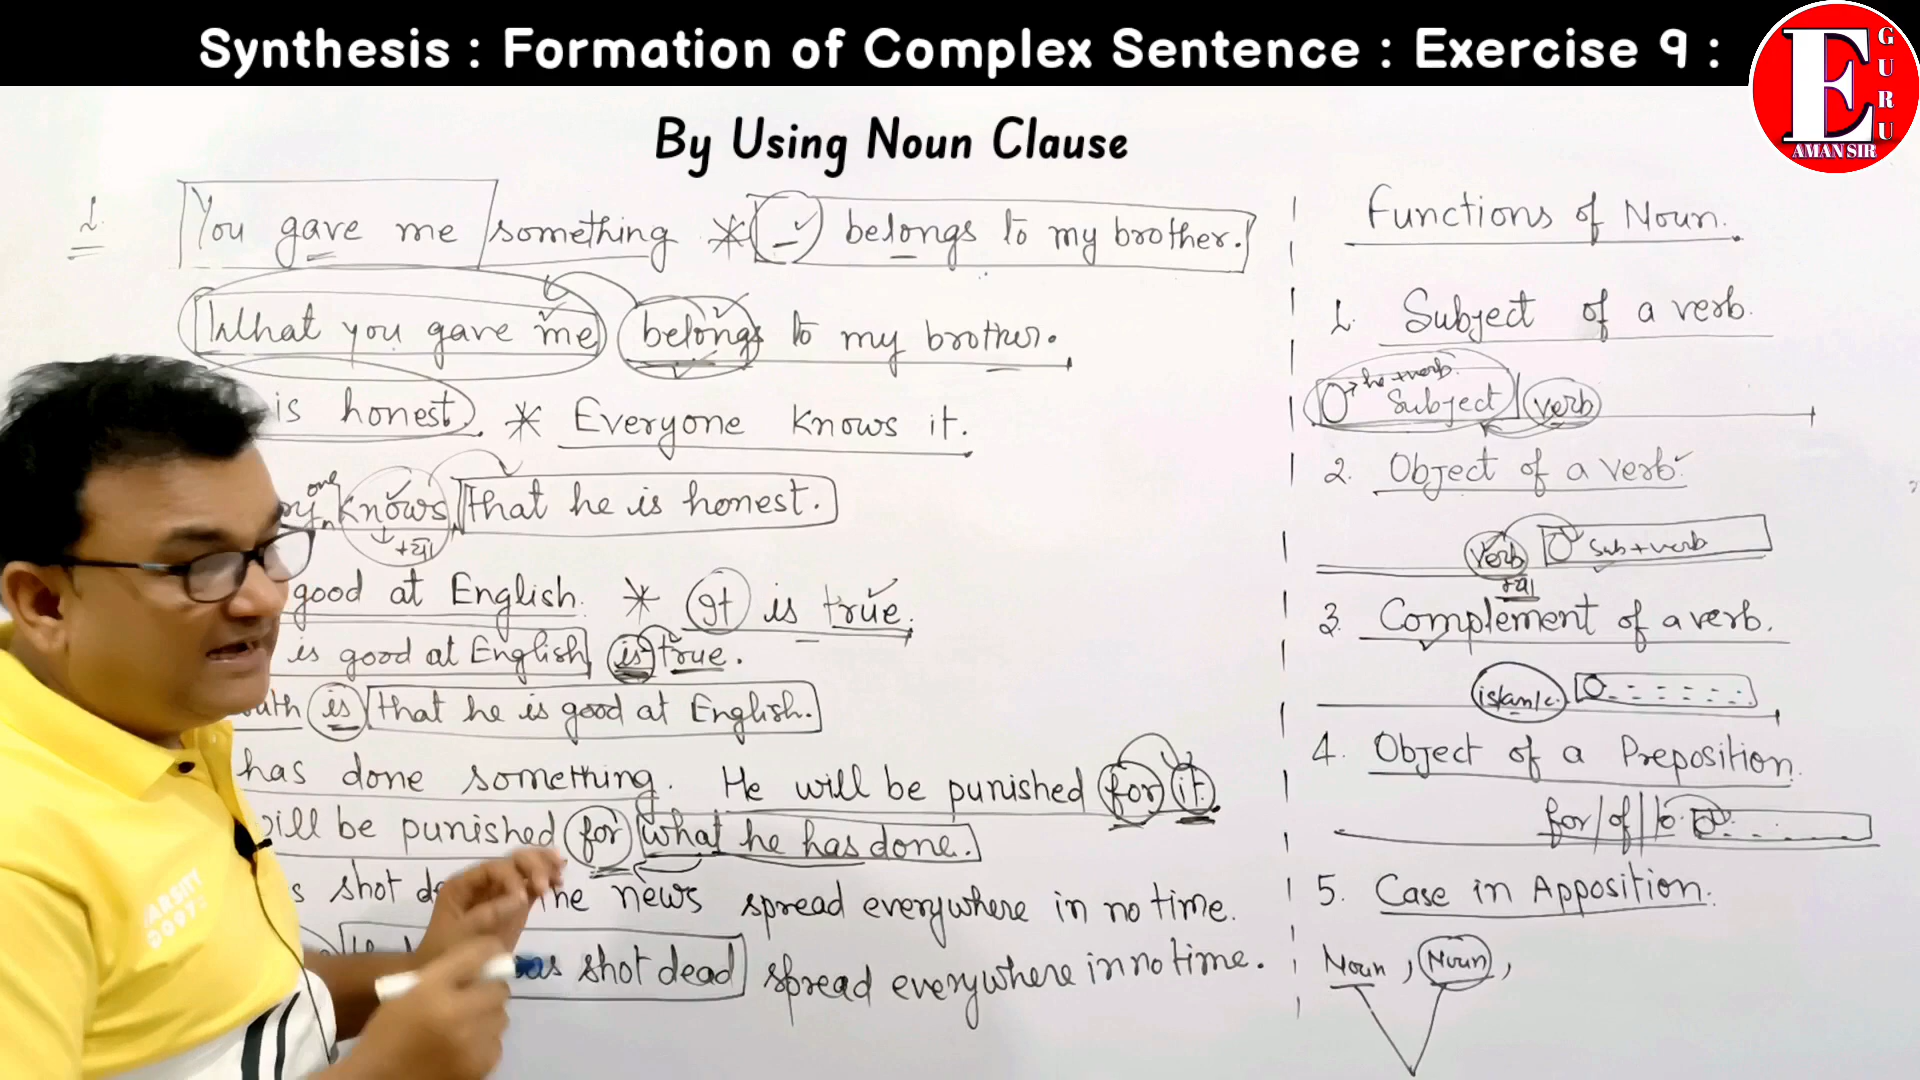 Synthesis : Formation of Complex Sentence : Exercise 9 :
E GURU
AMAN SIR
By Using Noun Clause
1. You gave me something * belongs to my brother.
What you gave me belongs to my brother.
is honest. * Everyone knows it.
one knows that he is honest.
+क्या
good at English. * It is true.
is good at English is true.
is that he is good at English.
has done something. He will be punished for it.
will be punished for what he has done.
shot the news spread everywhere in no time.
was shot dead spread everywhere in no time.
Functions of Noun.
1. Subject of a verb.
Subject verb
2. Object of a verb.
verb sub + verb
+क्या
3. Complement of a verb.
is/am/c.
4. Object of a Preposition.
for/of/to
5. Case in Apposition.
Noun, Noun,
VARSITY